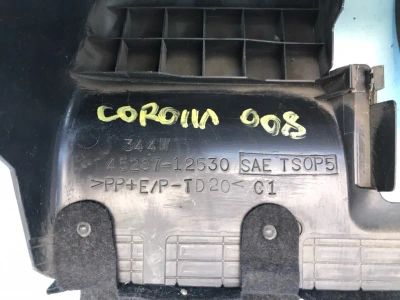 COROLLA 008
344W
45287-12530 SAE TSOP5
>PP+E/P-TD20< C1